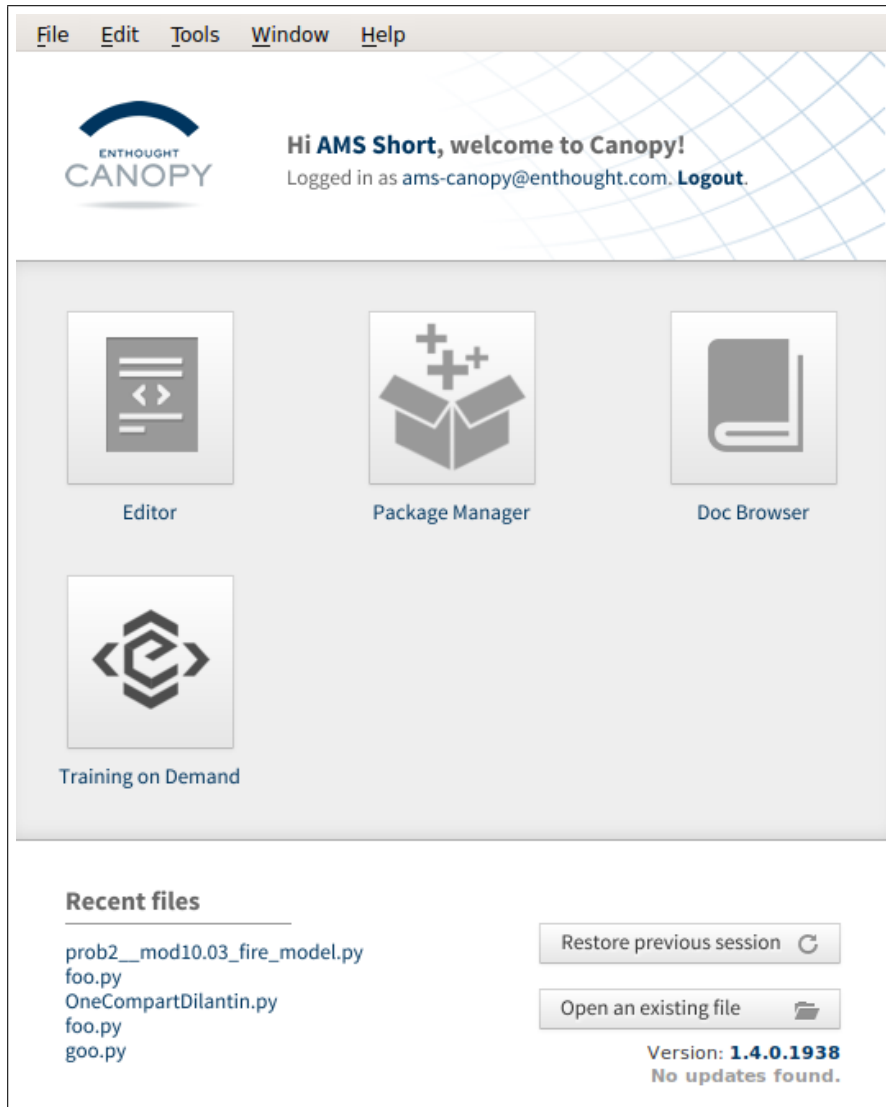 File Edit Tools Window Help
ENTHOUGHT
CANOPY
Hi AMS Short, welcome to Canopy!
Logged in as ams-canopy@enthought.com. Logout.
Editor
Package Manager
Doc Browser
Training on Demand
Recent files
prob2__mod10.03_fire_model.py
foo.py
OneCompartDilantin.py
foo.py
goo.py
Restore previous session
Open an existing file
Version: 1.4.0.1938
No updates found.